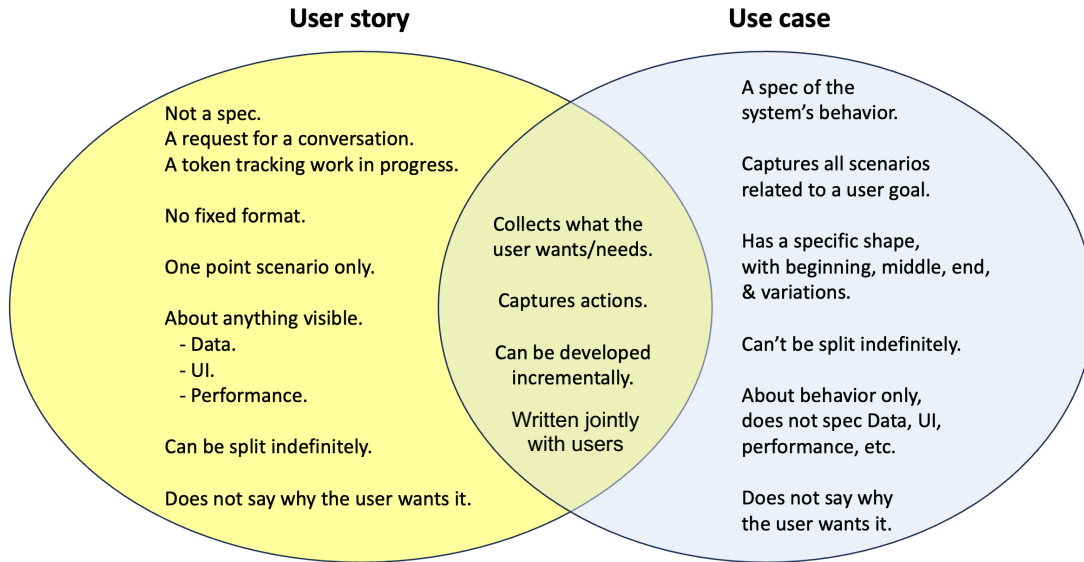 User story
Use case
Not a spec.
A request for a conversation.
A token tracking work in progress.
No fixed format.
One point scenario only.
About anything visible.
- Data.
- UI.
- Performance.
Can be split indefinitely.
Does not say why the user wants it.
Collects what the
user wants/needs.
Captures actions.
Can be developed
incrementally.
Written jointly
with users
A spec of the
system’s behavior.
Captures all scenarios
related to a user goal.
Has a specific shape,
with beginning, middle, end,
& variations.
Can’t be split indefinitely.
About behavior only,
does not spec Data, UI,
performance, etc.
Does not say why
the user wants it.